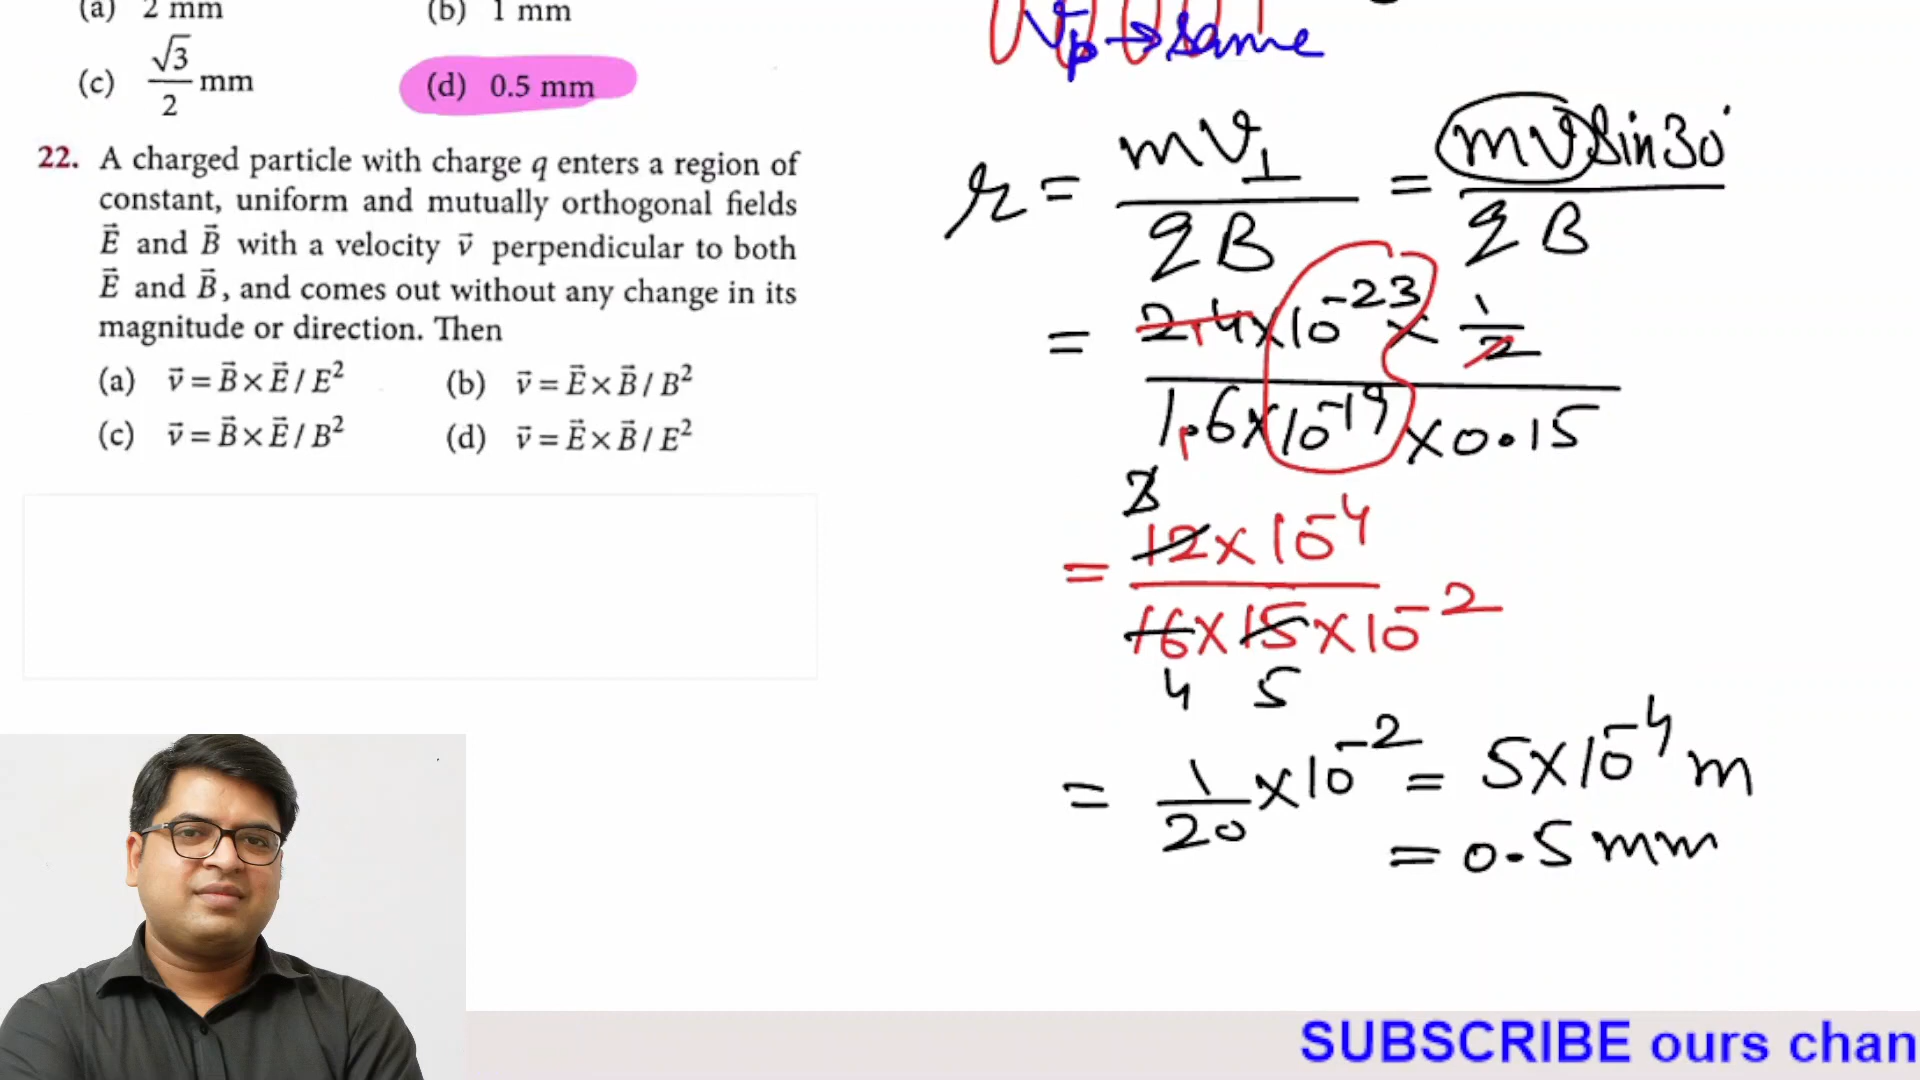 (a) 2 mm (b) 1 mm
(c) √3/2 mm (d) 0.5 mm
22. A charged particle with charge q enters a region of
constant, uniform and mutually orthogonal fields
E⃗ and B⃗ with a velocity v⃗ perpendicular to both
E⃗ and B⃗, and comes out without any change in its
magnitude or direction. Then
(a) v⃗ = B⃗ × E⃗ / E² (b) v⃗ = E⃗ × B⃗ / B²
(c) v⃗ = B⃗ × E⃗ / B² (d) v⃗ = E⃗ × B⃗ / E²
Vp → same
r = mv⊥ / qB = mv sin30° / qB
= 2.4×10⁻²³ × 1/2 / 1.6×10⁻¹⁹ × 0.15
3
= 12×10⁻⁴ / 16×15×10⁻²
4 5
= 1/20 ×10⁻² = 5×10⁻⁴ m
= 0.5 mm
SUBSCRIBE ours chan